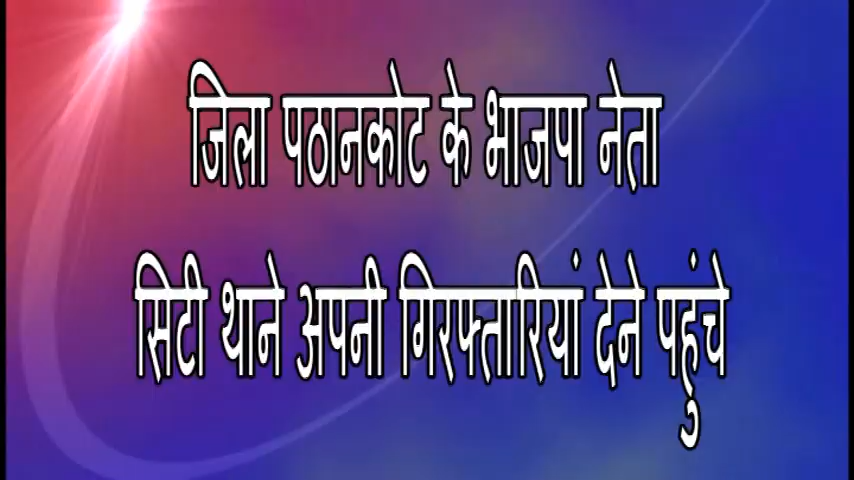 जिला पठानकोट के भाजपा नेता
सिटी थाने अपनी गिरफ्तारियां देने पहुंचे